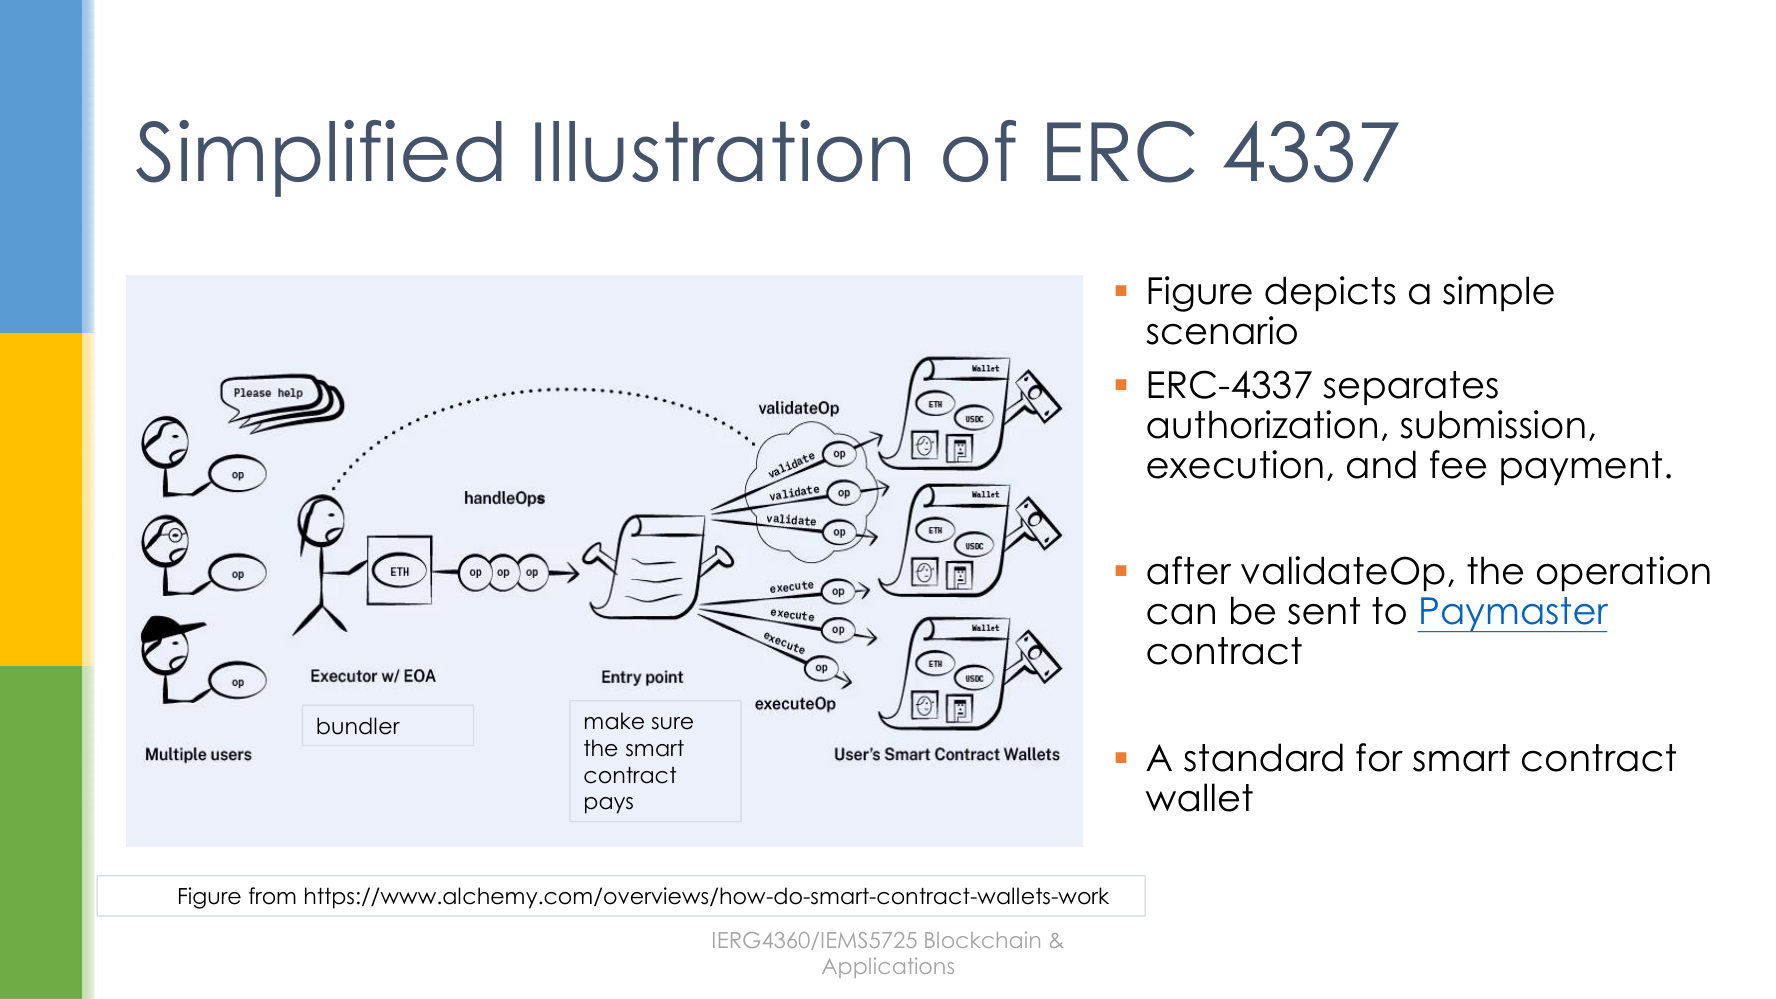 Simplified Illustration of ERC 4337
Please help
op
op
op
handleOps
ETH
op op op
validateOp
validate op
validate op
validate op
execute op
execute op
execute op
executeOp
Wallet
ETH
USDC
Wallet
ETH
USDC
Wallet
ETH
USDC
Executor w/ EOA
Entry point
bundler
make sure
the smart
contract
pays
Multiple users
User's Smart Contract Wallets
Figure depicts a simple
scenario
ERC-4337 separates
authorization, submission,
execution, and fee payment.
after validateOp, the operation
can be sent to Paymaster
contract
A standard for smart contract
wallet
Figure from https://www.alchemy.com/overviews/how-do-smart-contract-wallets-work
IERG4360/IEMS5725 Blockchain &
Applications